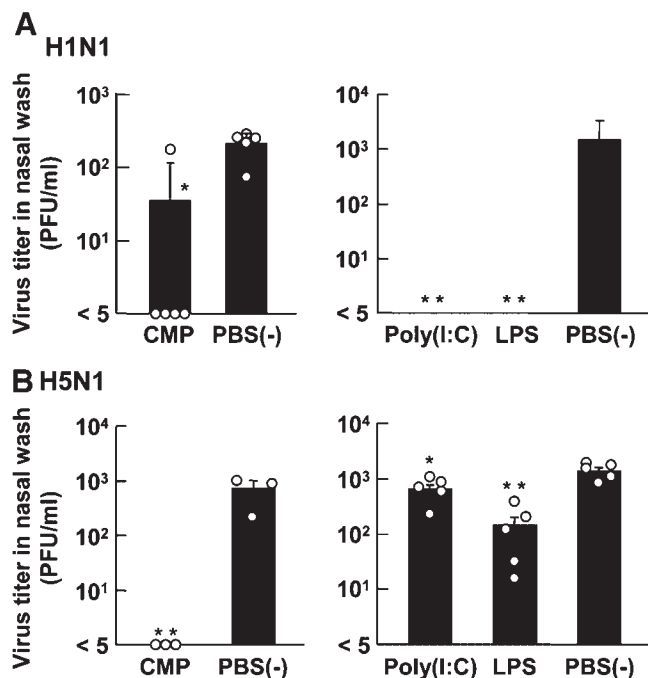 A
H1N1
Virus titer in nasal wash
(PFU/ml)
10³
10²
10¹
< 5
*
CMP PBS(-)
10⁴
10³
10²
10¹
< 5
** **
Poly(I:C) LPS PBS(-)
B H5N1
Virus titer in nasal wash
(PFU/ml)
10⁴
10³
10²
10¹
< 5
**
CMP PBS(-)
10⁴
10³
10²
10¹
< 5
*
**
Poly(I:C) LPS PBS(-)